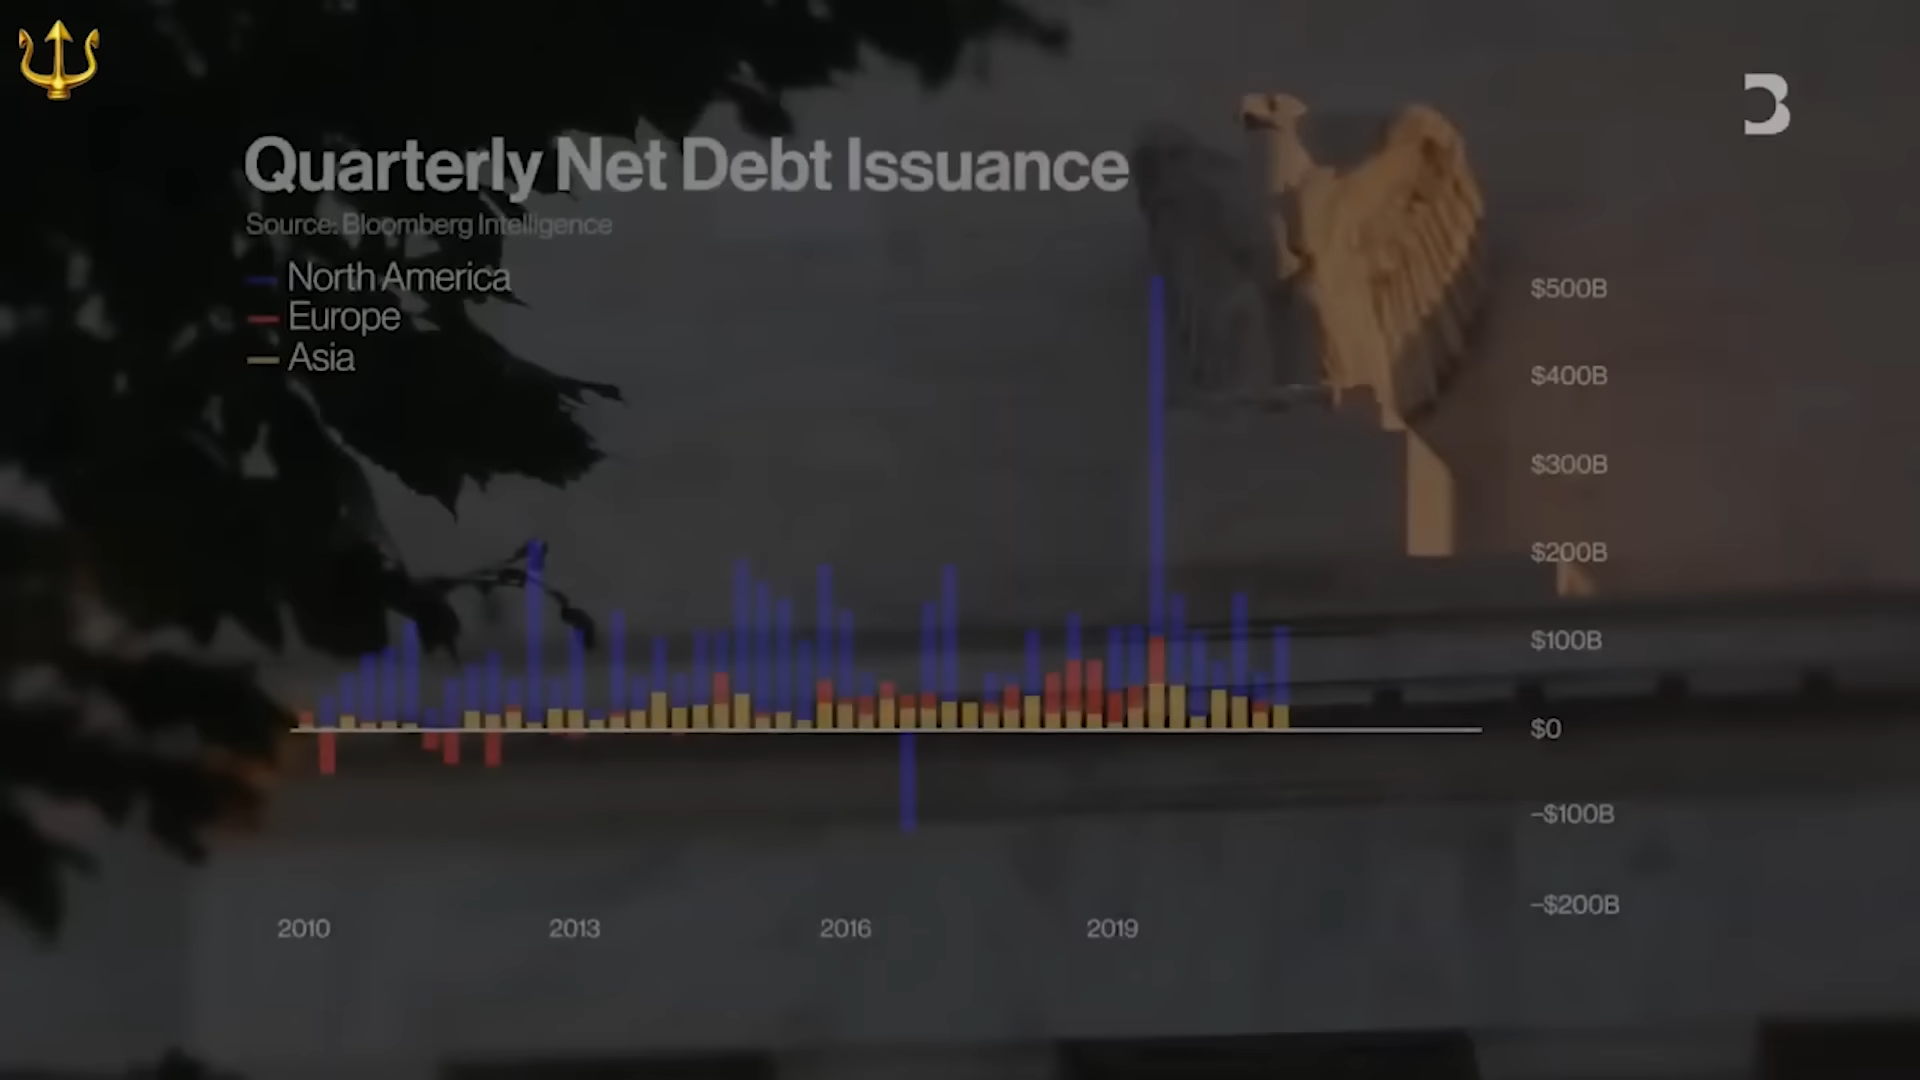 Quarterly Net Debt Issuance
Source: Bloomberg Intelligence
North America
Europe
Asia
$500B
$400B
$300B
$200B
$100B
$0
–$100B
–$200B
2010 2013 2016 2019